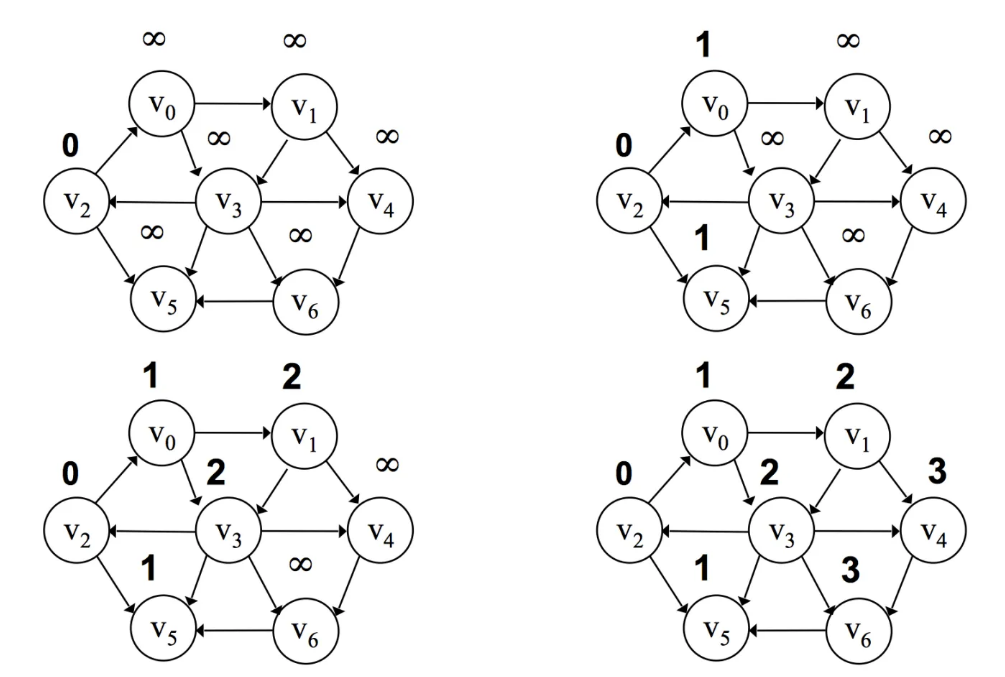 ∞ ∞ 1 ∞
v0 v1 v0 v1
0 ∞ ∞ 0 ∞ ∞
v2 v3 v4 v2 v3 v4
∞ ∞ 1 ∞
v5 v6 v5 v6
1 2 1 2
v0 v1 v0 v1
0 2 ∞ 0 2 3
v2 v3 v4 v2 v3 v4
1 ∞ 1 3
v5 v6 v5 v6